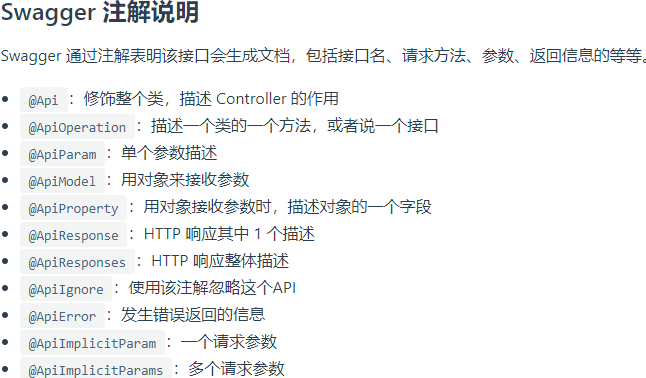 Swagger 注解说明
Swagger 通过注解表明该接口会生成文档，包括接口名、请求方法、参数、返回信息的等等。
@Api：修饰整个类，描述 Controller 的作用
@ApiOperation：描述一个类的一个方法，或者说一个接口
@ApiParam：单个参数描述
@ApiModel：用对象来接收参数
@ApiProperty：用对象接收参数时，描述对象的一个字段
@ApiResponse：HTTP 响应其中 1 个描述
@ApiResponses：HTTP 响应整体描述
@ApiIgnore：使用该注解忽略这个API
@ApiError：发生错误返回的信息
@ApiImplicitParam：一个请求参数
@ApiImplicitParams：多个请求参数